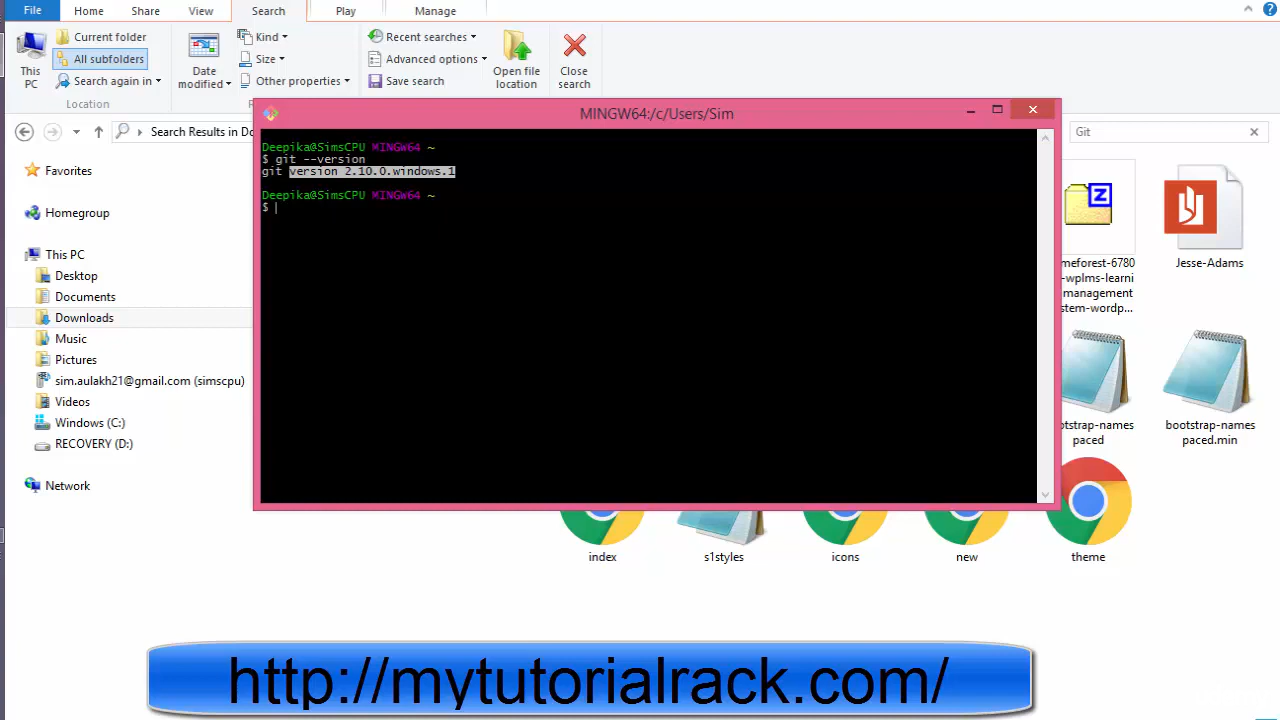 File Home Share View Search Play Manage
This PC
Current folder
All subfolders
Search again in
Location
Date modified
Kind
Size
Other properties
Recent searches
Advanced options
Save search
Open file location
Close search
Search Results in Do
Git
MINGW64:/c/Users/Sim
Deepika@SimsCPU MINGW64 ~
$ git --version
git version 2.10.0.windows.1
Deepika@SimsCPU MINGW64 ~
$
Favorites
Homegroup
This PC
Desktop
Documents
Downloads
Music
Pictures
sim.aulakh21@gmail.com (simscpu)
Videos
Windows (C:)
RECOVERY (D:)
Network
Z
meforest-6780
-wplms-learni
management
stem-wordp...
Jesse-Adams
otstrap-names
paced
bootstrap-names
paced.min
index
s1styles
icons
new
theme
http://mytutorialrack.com/